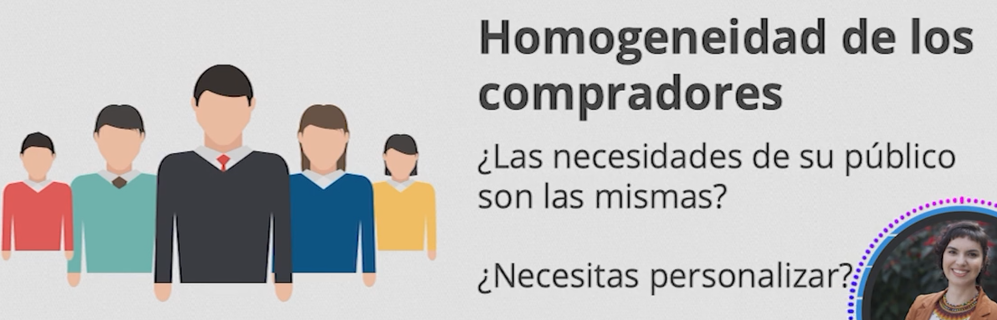 Homogeneidad de los
compradores
¿Las necesidades de su público
son las mismas?
¿Necesitas personalizar?